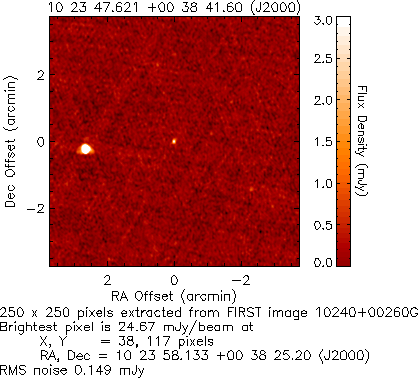 10 23 47.621 +00 38 41.60 (J2000)
3.0
2.5
2.0
1.5
1.0
0.5
0.0
Flux Density (mJy)
Dec Offset (arcmin)
2
0
−2
2 0 −2
RA Offset (arcmin)
250 x 250 pixels extracted from FIRST image 10240+00260G
Brightest pixel is 24.67 mJy/beam at
X, Y = 38, 117 pixels
RA, Dec = 10 23 58.133 +00 38 25.20 (J2000)
RMS noise 0.149 mJy